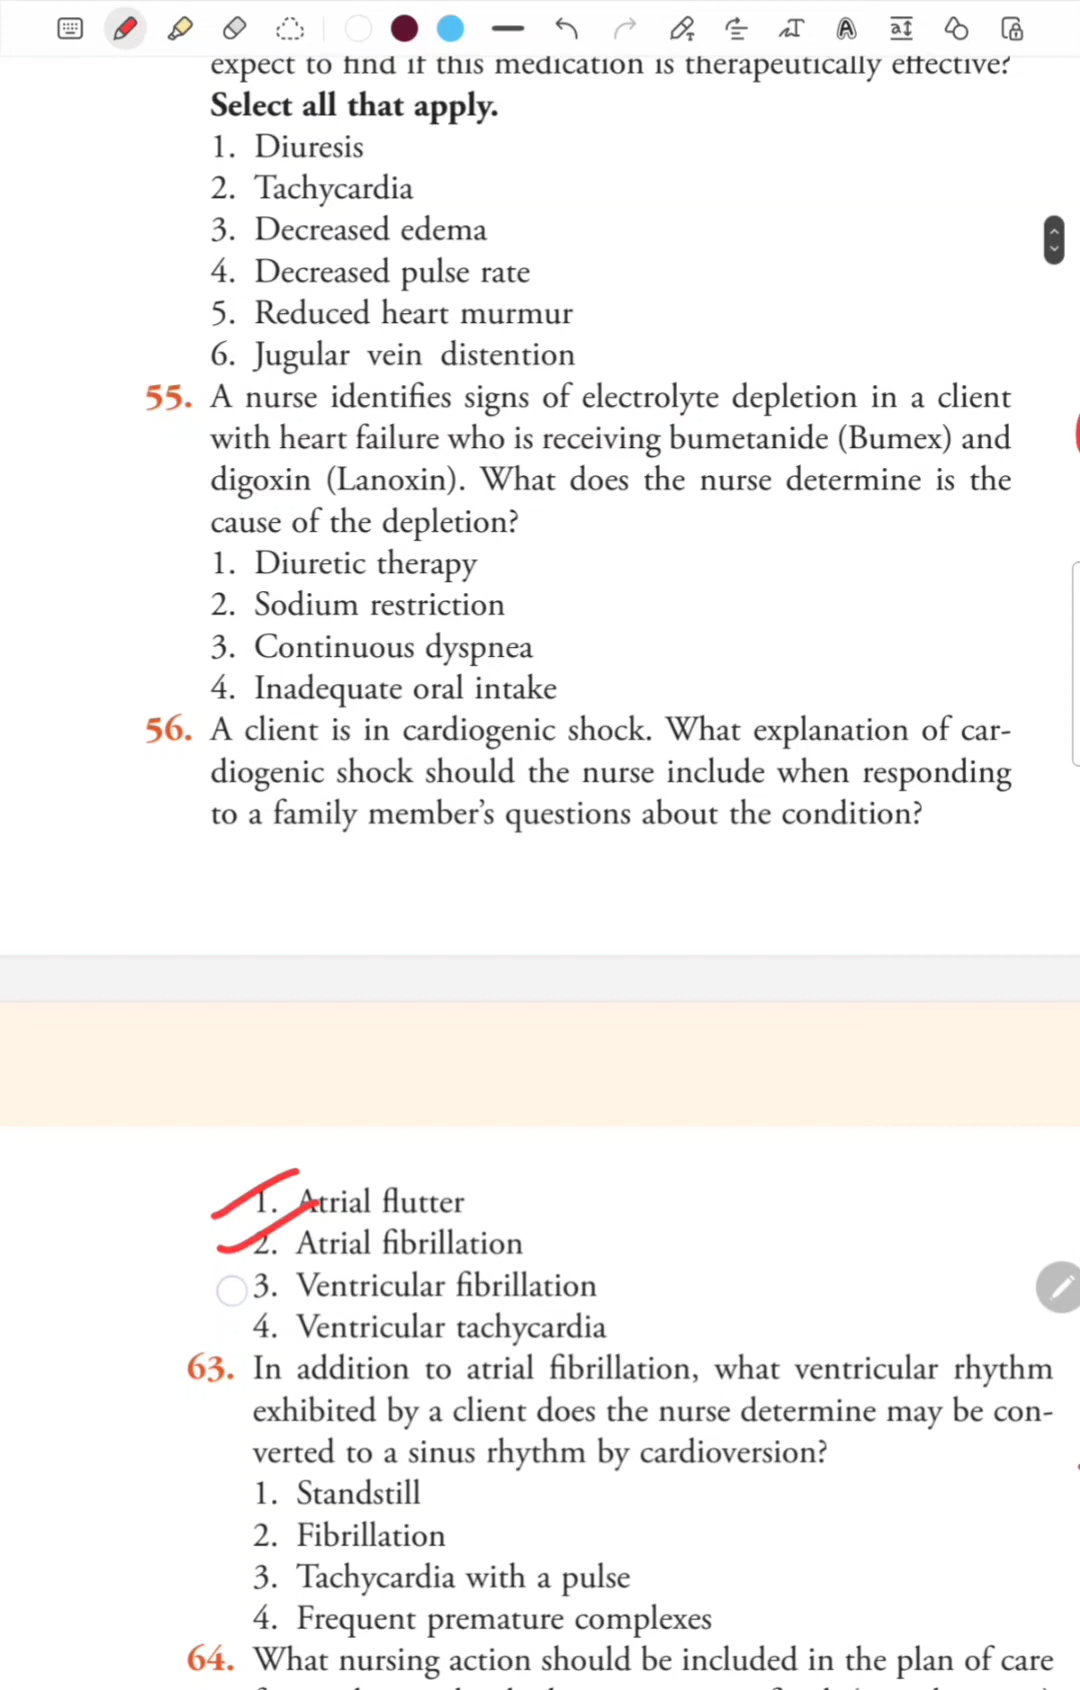 expect to find if this medication is therapeutically effective?
Select all that apply.
1. Diuresis
2. Tachycardia
3. Decreased edema
4. Decreased pulse rate
5. Reduced heart murmur
6. Jugular vein distention
55. A nurse identifies signs of electrolyte depletion in a client
with heart failure who is receiving bumetanide (Bumex) and
digoxin (Lanoxin). What does the nurse determine is the
cause of the depletion?
1. Diuretic therapy
2. Sodium restriction
3. Continuous dyspnea
4. Inadequate oral intake
56. A client is in cardiogenic shock. What explanation of car-
diogenic shock should the nurse include when responding
to a family member's questions about the condition?
1. Atrial flutter
2. Atrial fibrillation
3. Ventricular fibrillation
4. Ventricular tachycardia
63. In addition to atrial fibrillation, what ventricular rhythm
exhibited by a client does the nurse determine may be con-
verted to a sinus rhythm by cardioversion?
1. Standstill
2. Fibrillation
3. Tachycardia with a pulse
4. Frequent premature complexes
64. What nursing action should be included in the plan of care